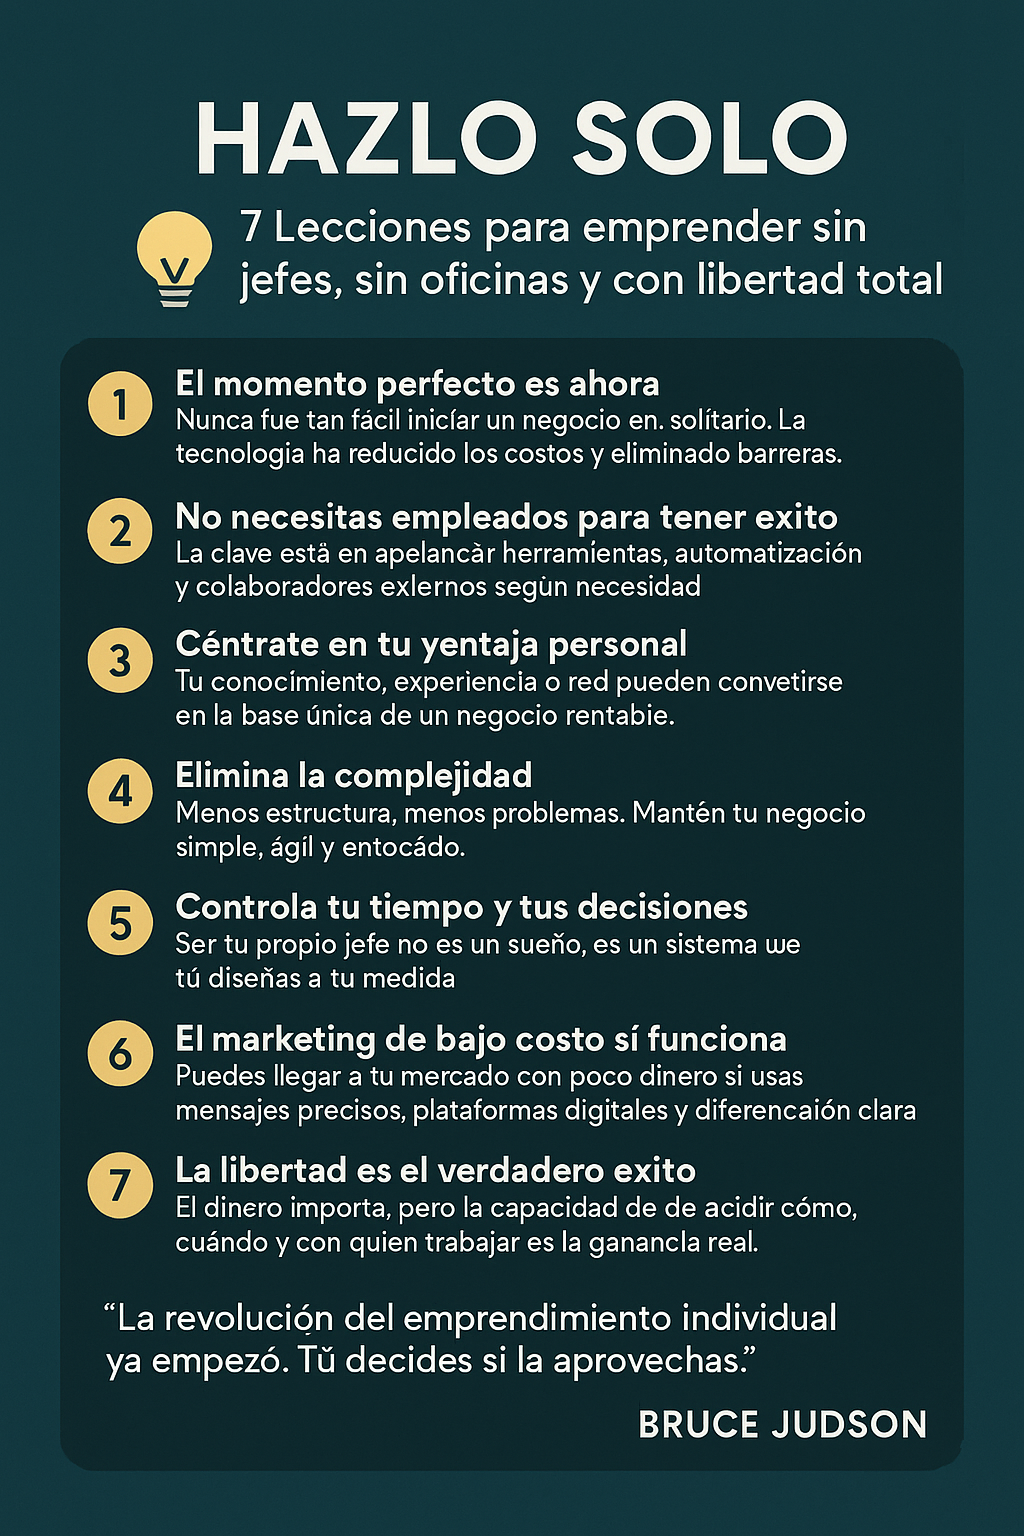 HAZLO SOLO
7 Lecciones para emprender sin
jefes, sin oficinas y con libertad total
1
El momento perfecto es ahora
Nunca fue tan fácil inicíar un negocio en. solítario. La
tecnologia ha reducido los costos y eliminado barreras.
2
No necesitas empleados para tener exito
La clave estä en apelancàr herramíentas, automatización
y colaboradores exlernos segùn necesidad
3
Céntrate en tu yentaja personal
Tu conocímiento, experìencia o red pueden convetirse
en la base única de un negocio rentabie.
4
Elimina la complejidad
Menos estructura, menos problemas. Mantén tu negocio
simple, ágíl y entocádo.
5
Controla tu tiempo y tus decisiones
Ser tu propio jefe no es un sueňo, es un sistema ɯe
tú diseňas a tu medida
6
El marketing de bajo costo sí funciona
Puedes llegar a tu mercado con poco dinero si usas
mensajes precisos, plataformas digitales y diferencaión clara
7
La libertad es el verdadero exito
El dinero importa, pero la capacidad de de acidir cómo,
cuándo y con quien trabajar es la ganancla real.
“La revolución del emprendimiento individual
ya empezó. Tǔ decides si la aprovechas.”
BRUCE JUDSON